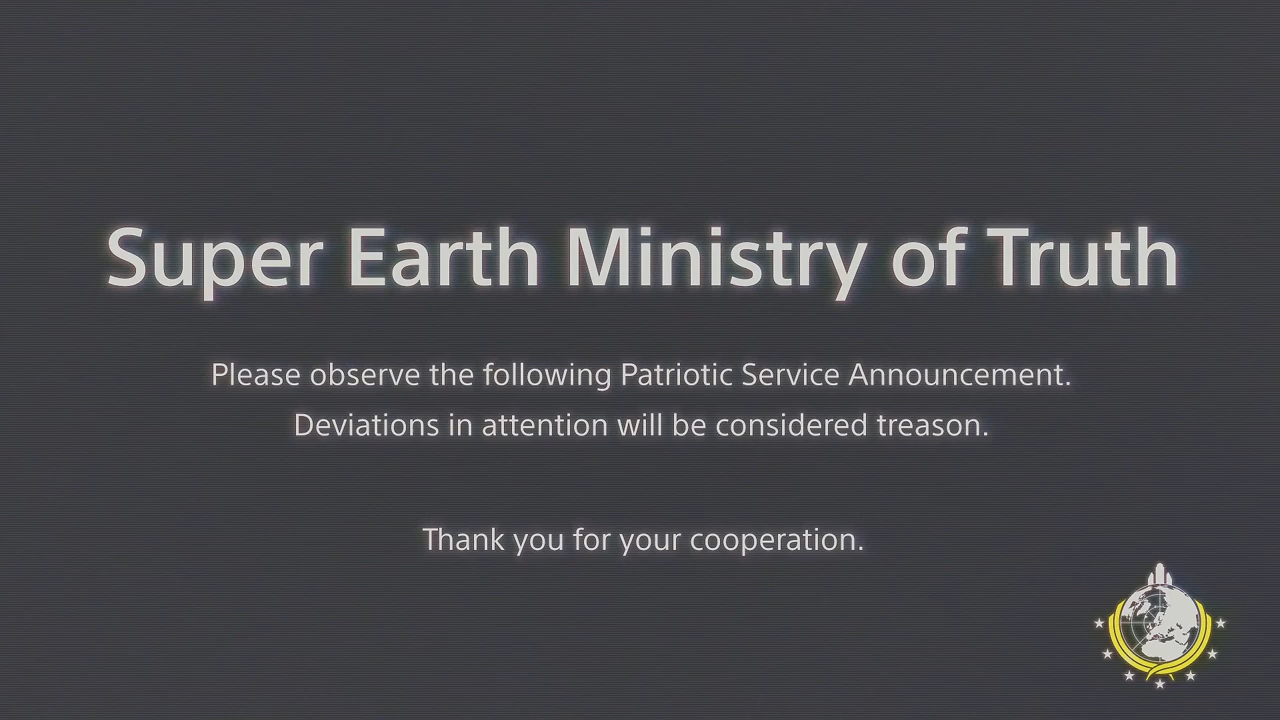 Super Earth Ministry of Truth
Please observe the following Patriotic Service Announcement.
Deviations in attention will be considered treason.
Thank you for your cooperation.